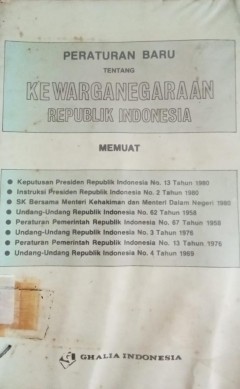 PERATURAN BARU
TENTANG
KEWARGANEGARAAN
REPUBLIK INDONESIA
MEMUAT
● Keputusan Presiden Republik Indonesia No. 13 Tahun 1980
● Instruksi Presiden Republik Indonesia No. 2 Tahun 1980
● SK Bersama Menteri Kehakiman dan Menteri Dalam Negeri 1980
● Undang-Undang Republik Indonesia No. 62 Tahun 1958
● Peraturan Pemerintah Republik Indonesia No. 67 Tahun 1958
● Undang-Undang Republik Indonesia No. 3 Tahun 1976
● Peraturan Pemerintah Republik Indonesia No. 13 Tahun 1976
● Undang-Undang Republik Indonesia No. 4 Tahun 1969
GHALIA INDONESIA